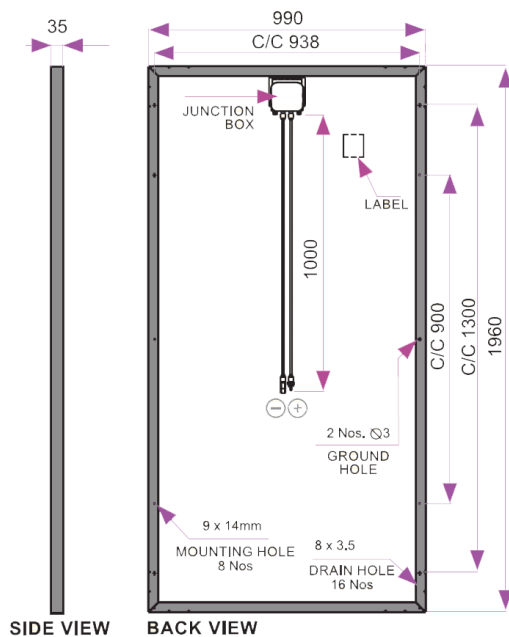 35
990
C/C 938
JUNCTION
BOX
LABEL
1000
C/C 900
C/C 1300
1960
2 Nos. ∅3
GROUND
HOLE
9 x 14mm
MOUNTING HOLE
8 Nos
8 x 3.5
DRAIN HOLE
16 Nos
SIDE VIEW
BACK VIEW